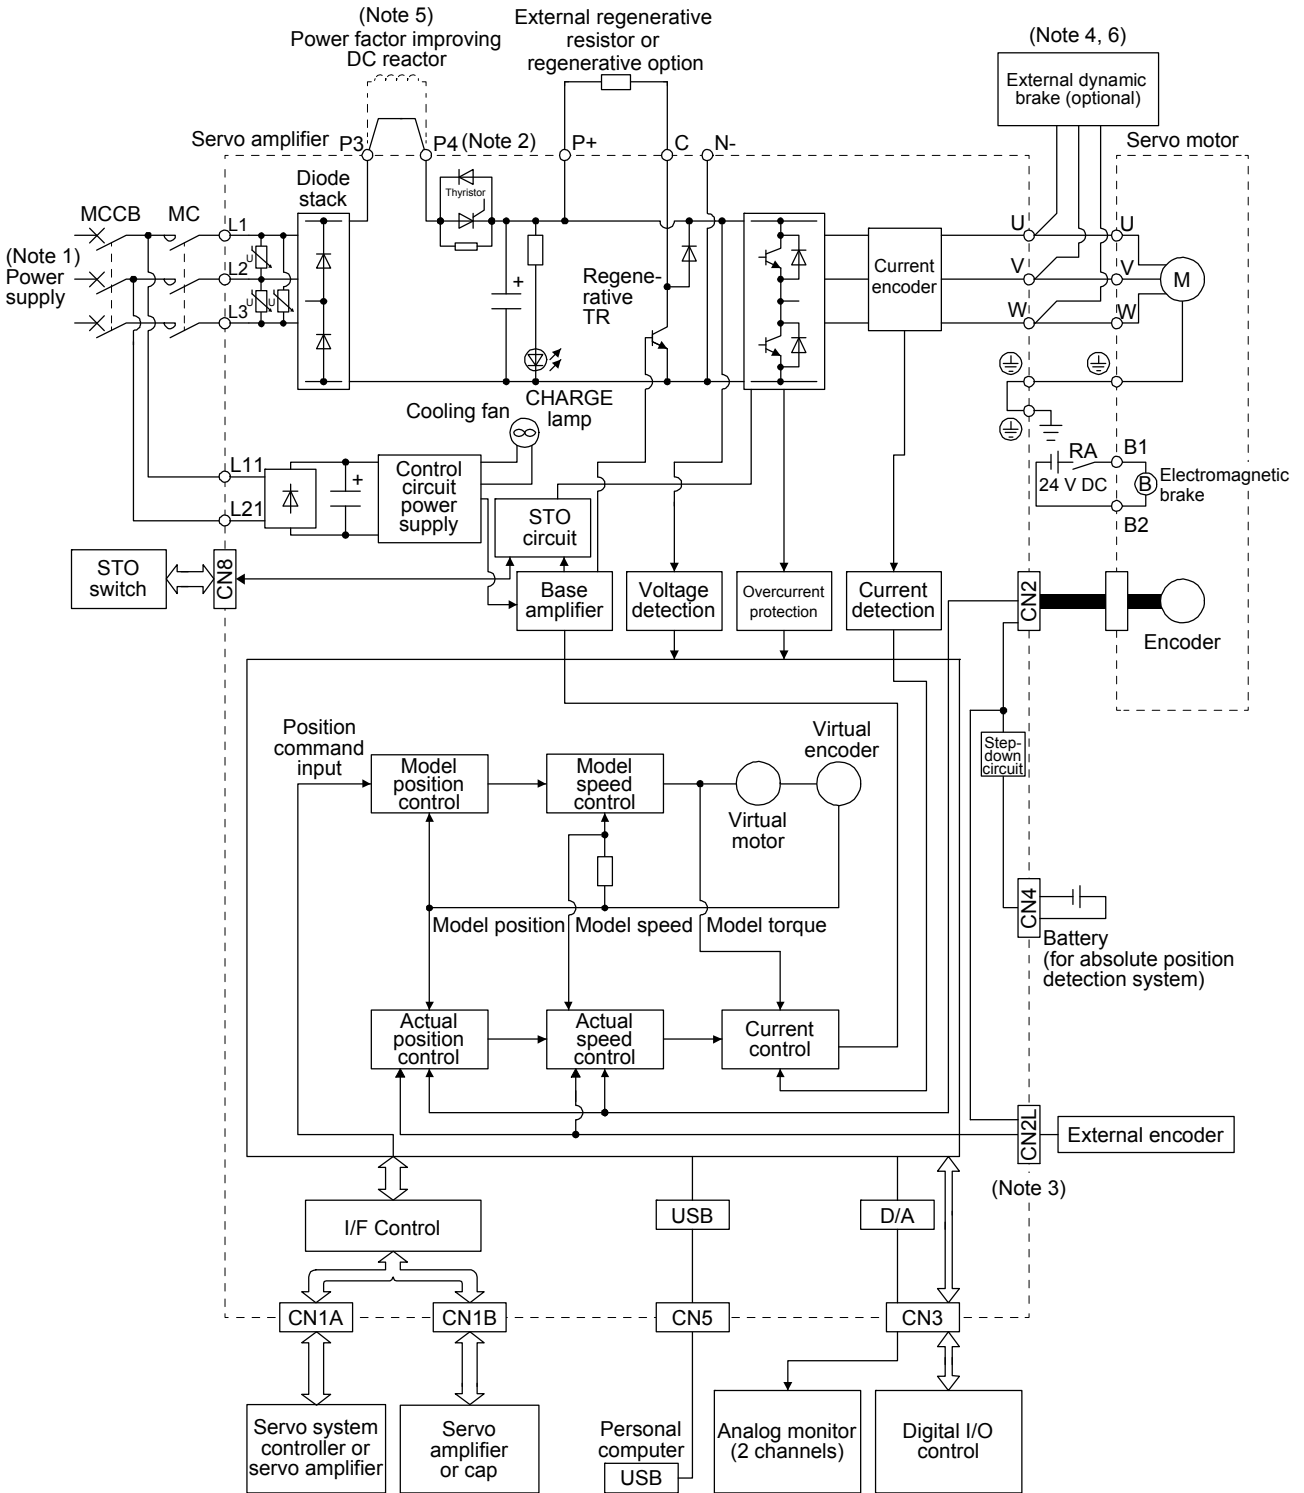 (Note 5)
Power factor improving
DC reactor
External regenerative
resistor or
regenerative option
(Note 4, 6)
External dynamic
brake (optional)
Servo amplifier
P3
P4
(Note 2)
P+
C
N-
Servo motor
Diode
stack
Thyristor
MCCB
MC
(Note 1)
Power
supply
L1
L2
L3
U
U
U
+
Regene-
rative
TR
Current
encoder
U
V
W
U
V
W
M
CHARGE
lamp
Cooling fan
L11
L21
+
Control
circuit
power
supply
STO
circuit
RA
24 V DC
B1
B
B2
Electromagnetic
brake
STO
switch
CN8
Base
amplifier
Voltage
detection
Overcurrent
protection
Current
detection
CN2
Encoder
Position
command
input
Model
position
control
Model
speed
control
Virtual
encoder
Virtual
motor
Step-
down
circuit
Model position
Model speed
Model torque
CN4
Battery
(for absolute position
detection system)
Actual
position
control
Actual
speed
control
Current
control
CN2L
External encoder
(Note 3)
I/F Control
USB
D/A
CN1A
CN1B
CN5
CN3
Servo system
controller or
servo amplifier
Servo
amplifier
or cap
Personal
computer
USB
Analog monitor
(2 channels)
Digital I/O
control